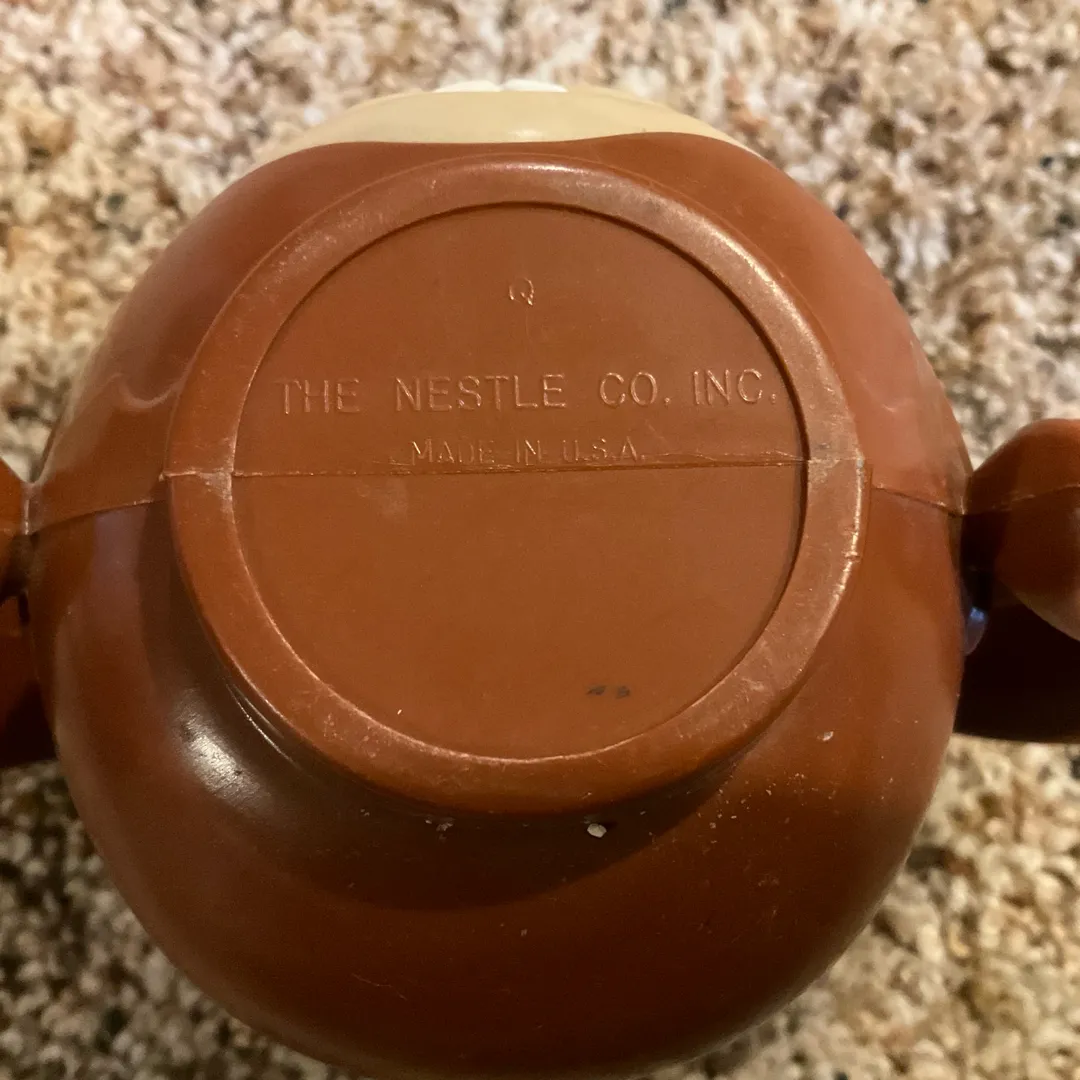 Q
THE NESTLE CO. INC.
MADE IN U.S.A.